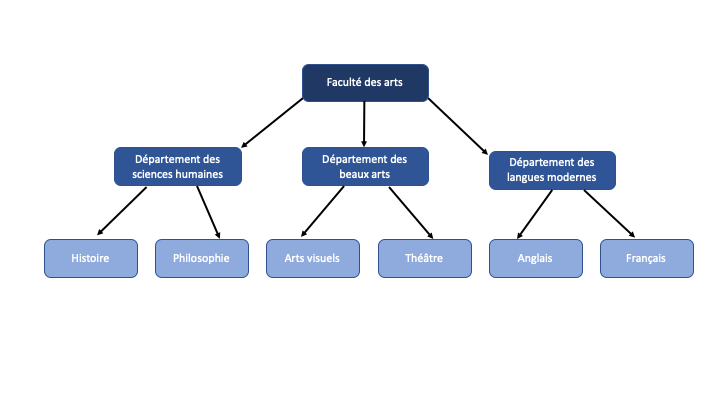 Faculté des arts
Département des
sciences humaines
Département des
beaux arts
Département des
langues modernes
Histoire
Philosophie
Arts visuels
Théâtre
Anglais
Français